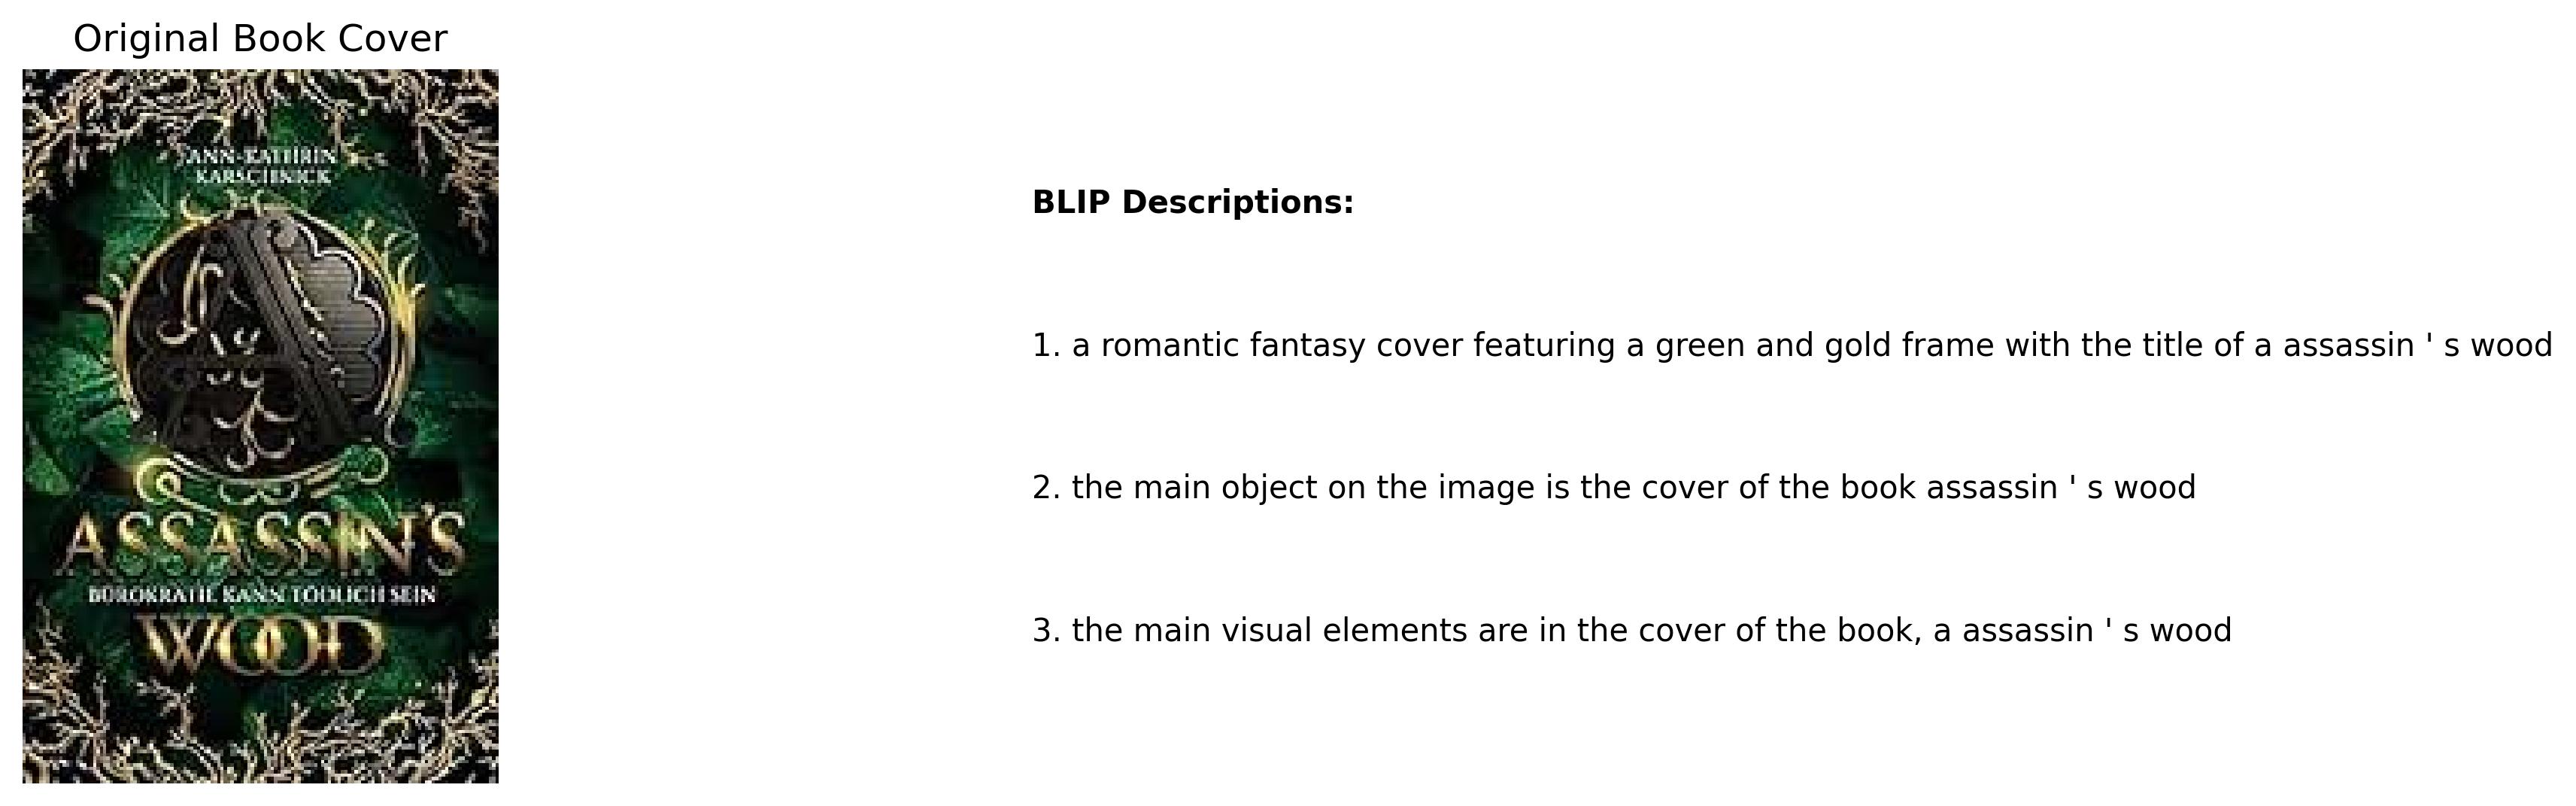 Original Book Cover
ANN-KATHRIN
KARSCHNICK
ASSASSIN'S
BÜROKRATIE KANN TÖDLICH SEIN
WOOD
BLIP Descriptions:
1. a romantic fantasy cover featuring a green and gold frame with the title of a assassin ' s wood
2. the main object on the image is the cover of the book assassin ' s wood
3. the main visual elements are in the cover of the book, a assassin ' s wood